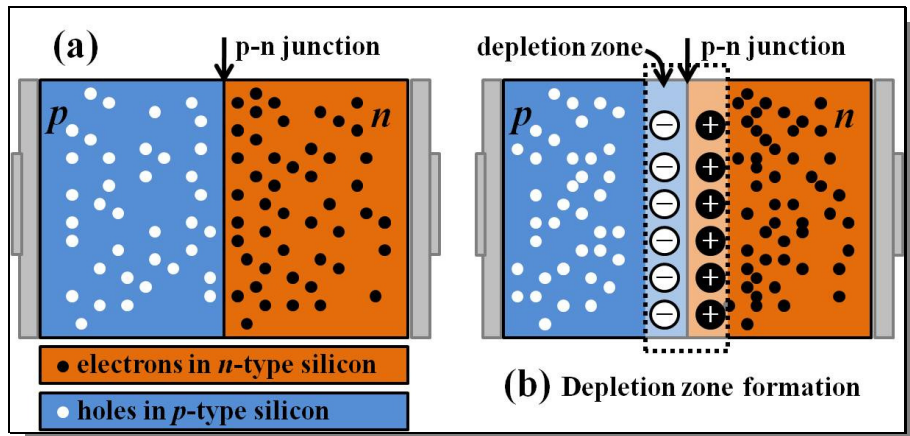 (a)
p-n junction
p
n
electrons in n-type silicon
holes in p-type silicon
depletion zone
p-n junction
p
n
− +
− +
− +
− +
− +
− +
(b) Depletion zone formation